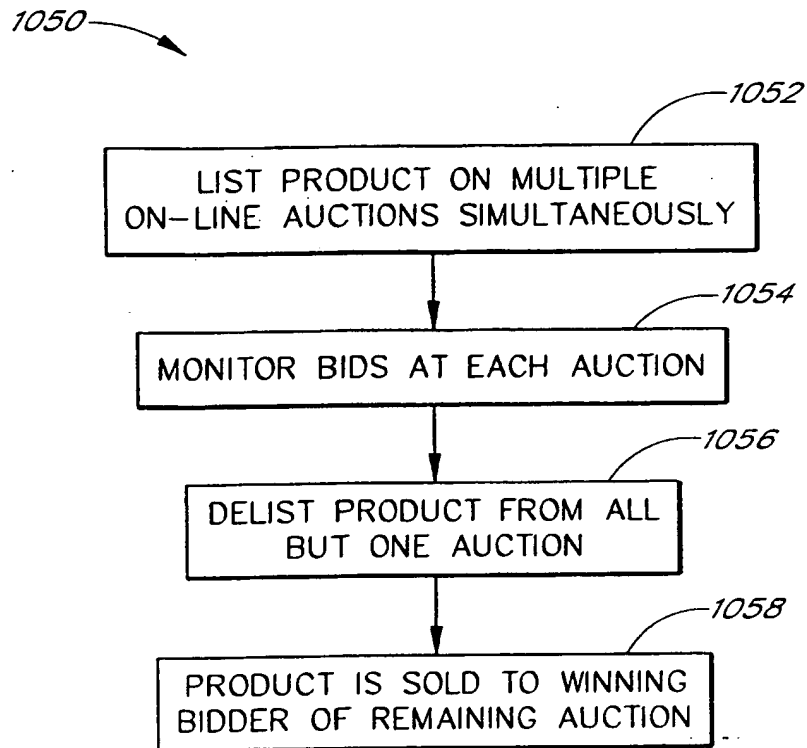 1050
1052
LIST PRODUCT ON MULTIPLE
ON-LINE AUCTIONS SIMULTANEOUSLY
1054
MONITOR BIDS AT EACH AUCTION
1056
DELIST PRODUCT FROM ALL
BUT ONE AUCTION
1058
PRODUCT IS SOLD TO WINNING
BIDDER OF REMAINING AUCTION